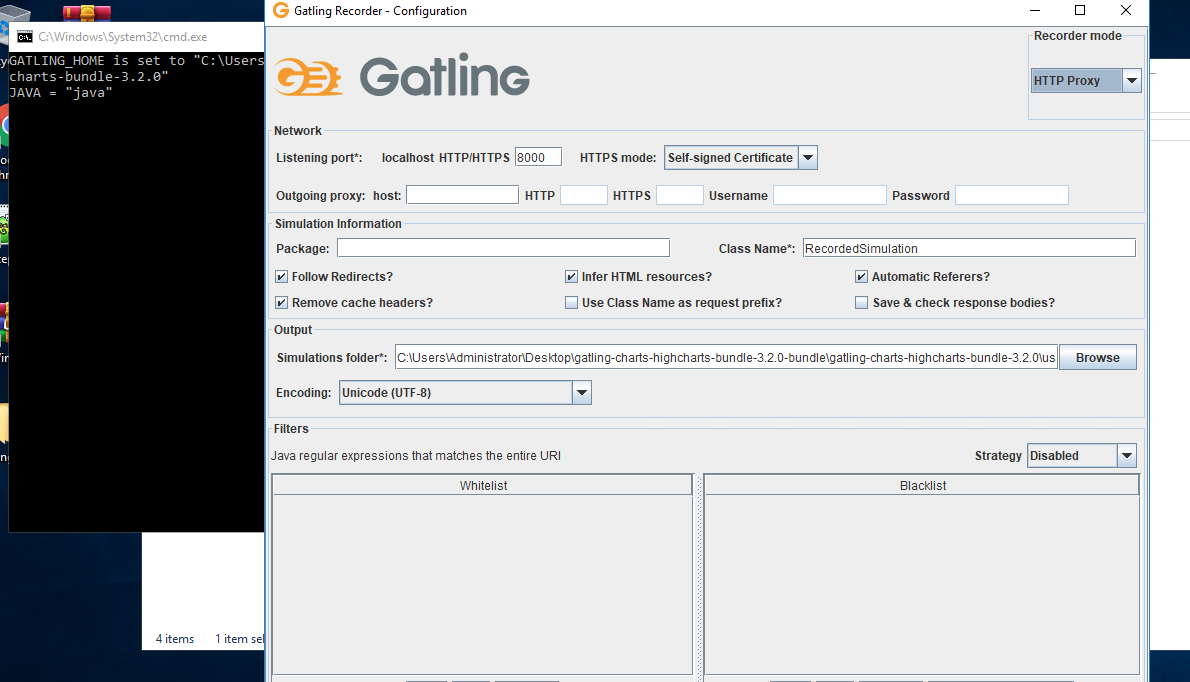 Gatling Recorder - Configuration
C:\Windows\System32\cmd.exe
GATLING_HOME is set to "C:\Users
charts-bundle-3.2.0"
JAVA = "java"
Gatling
Recorder mode
HTTP Proxy
Network
Listening port*: localhost HTTP/HTTPS 8000 HTTPS mode: Self-signed Certificate
Outgoing proxy: host: HTTP HTTPS Username Password
Simulation Information
Package: Class Name*: RecordedSimulation
Follow Redirects? Infer HTML resources? Automatic Referers?
Remove cache headers? Use Class Name as request prefix? Save & check response bodies?
Output
Simulations folder*: C:\Users\Administrator\Desktop\gatling-charts-highcharts-bundle-3.2.0-bundle\gatling-charts-highcharts-bundle-3.2.0\us Browse
Encoding: Unicode (UTF-8)
Filters
Java regular expressions that matches the entire URI Strategy Disabled
Whitelist Blacklist
4 items 1 item sel